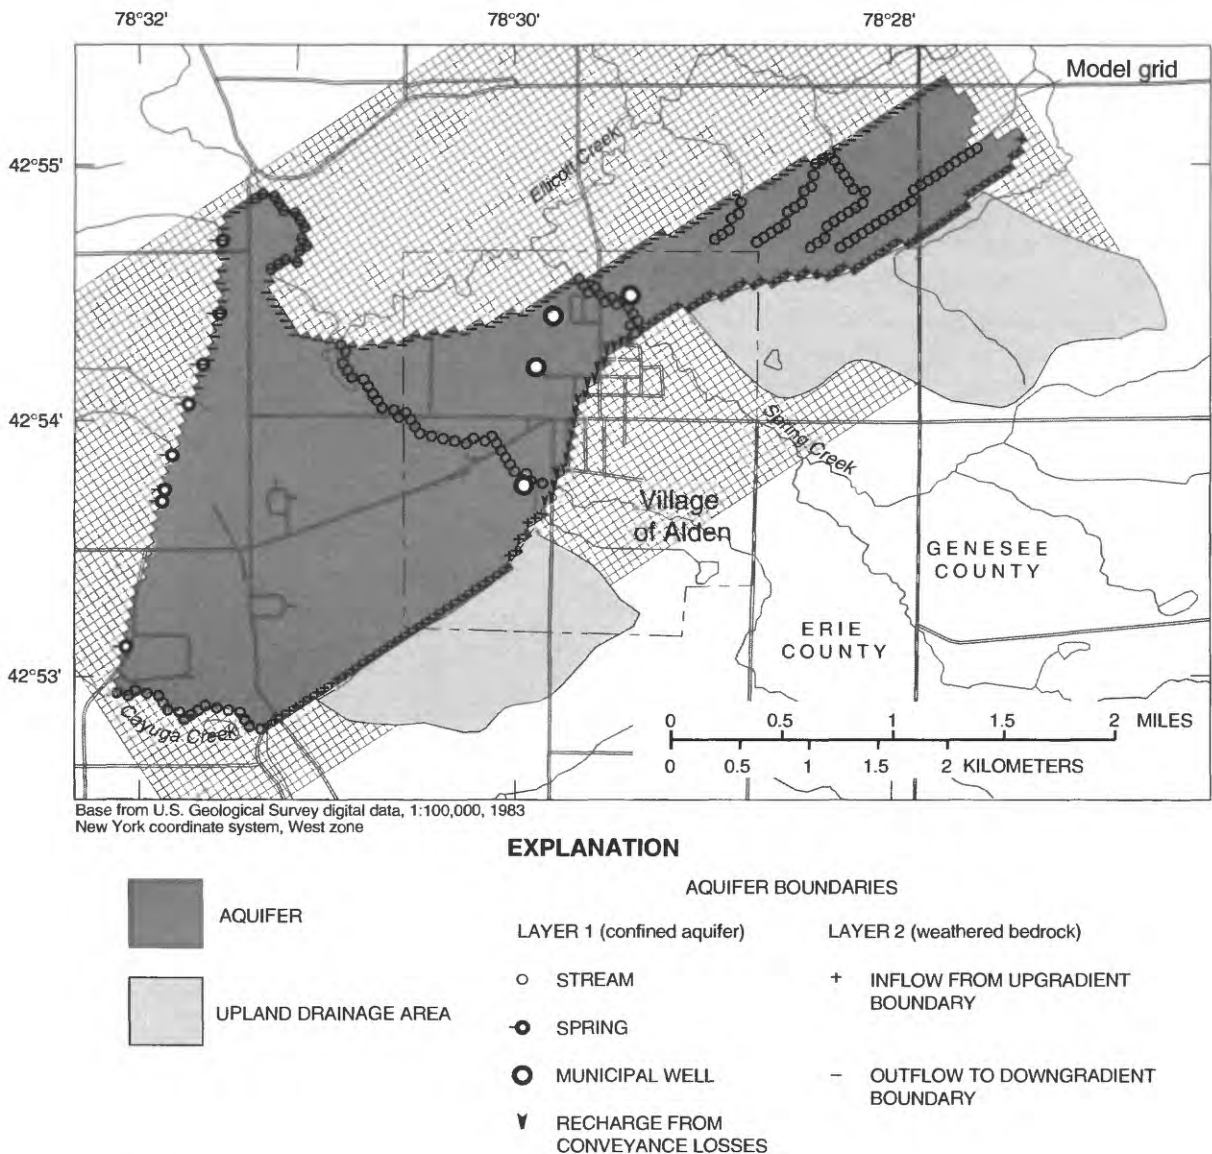 78°32' 78°30' 78°28'
Model grid
42°55'
Ellicott Creek
42°54'
Spring Creek
Village
of Alden
GENESEE
COUNTY
ERIE
COUNTY
42°53'
Cayuga Creek
0 0.5 1 1.5 2 MILES
0 0.5 1 1.5 2 KILOMETERS
Base from U.S. Geological Survey digital data, 1:100,000, 1983
New York coordinate system, West zone
EXPLANATION
AQUIFER
UPLAND DRAINAGE AREA
AQUIFER BOUNDARIES
LAYER 1 (confined aquifer)
STREAM
SPRING
MUNICIPAL WELL
RECHARGE FROM
CONVEYANCE LOSSES
LAYER 2 (weathered bedrock)
+ INFLOW FROM UPGRADIENT
BOUNDARY
– OUTFLOW TO DOWNGRADIENT
BOUNDARY